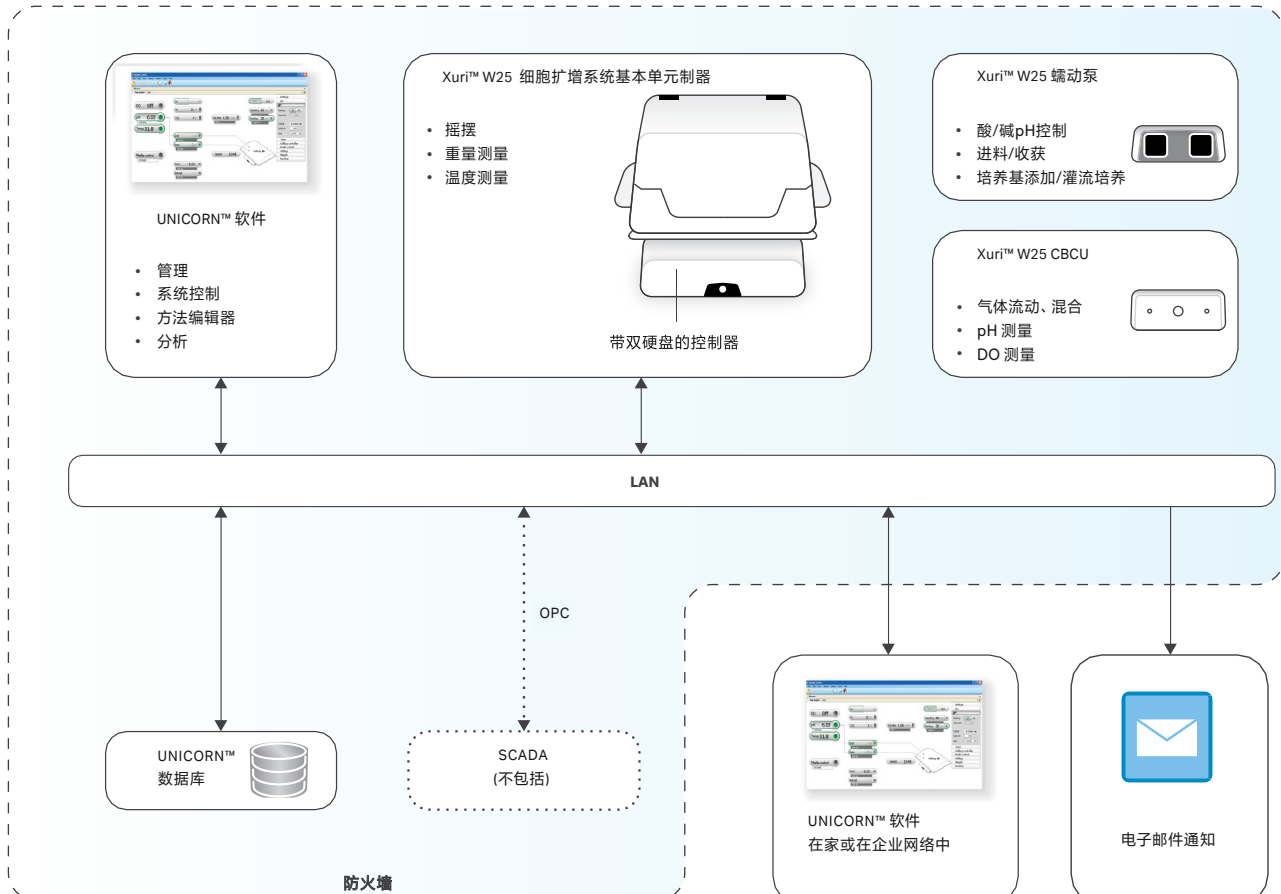 UNICORN™ 软件
• 管理
• 系统控制
• 方法编辑器
• 分析
Xuri™ W25 细胞扩增系统基本单元制器
• 摇摆
• 重量测量
• 温度测量
带双硬盘的控制器
Xuri™ W25 蠕动泵
• 酸/碱pH控制
• 进料/收获
• 培养基添加/灌流培养
Xuri™ W25 CBCU
• 气体流动、混合
• pH 测量
• DO 测量
LAN
OPC
UNICORN™
数据库
SCADA
(不包括)
UNICORN™ 软件
在家或在企业网络中
电子邮件通知
防火墙